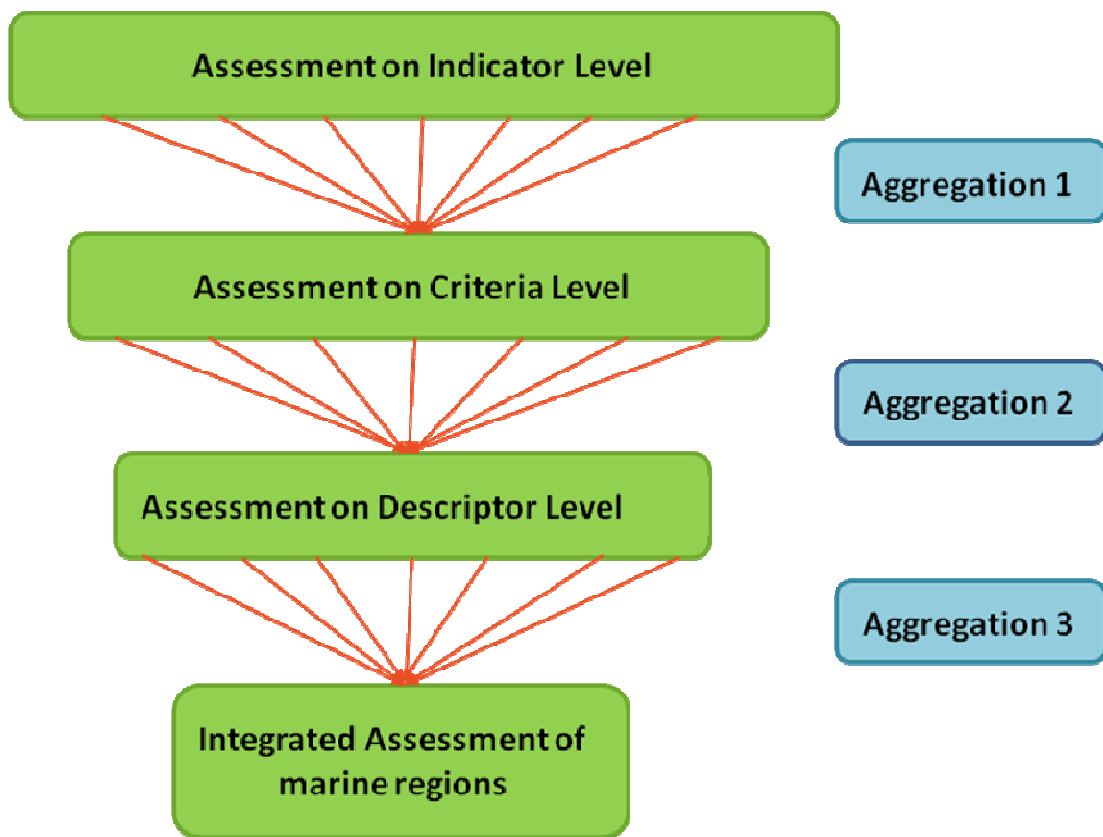 Assessment on Indicator Level
Aggregation 1
Assessment on Criteria Level
Aggregation 2
Assessment on Descriptor Level
Aggregation 3
Integrated Assessment of
marine regions